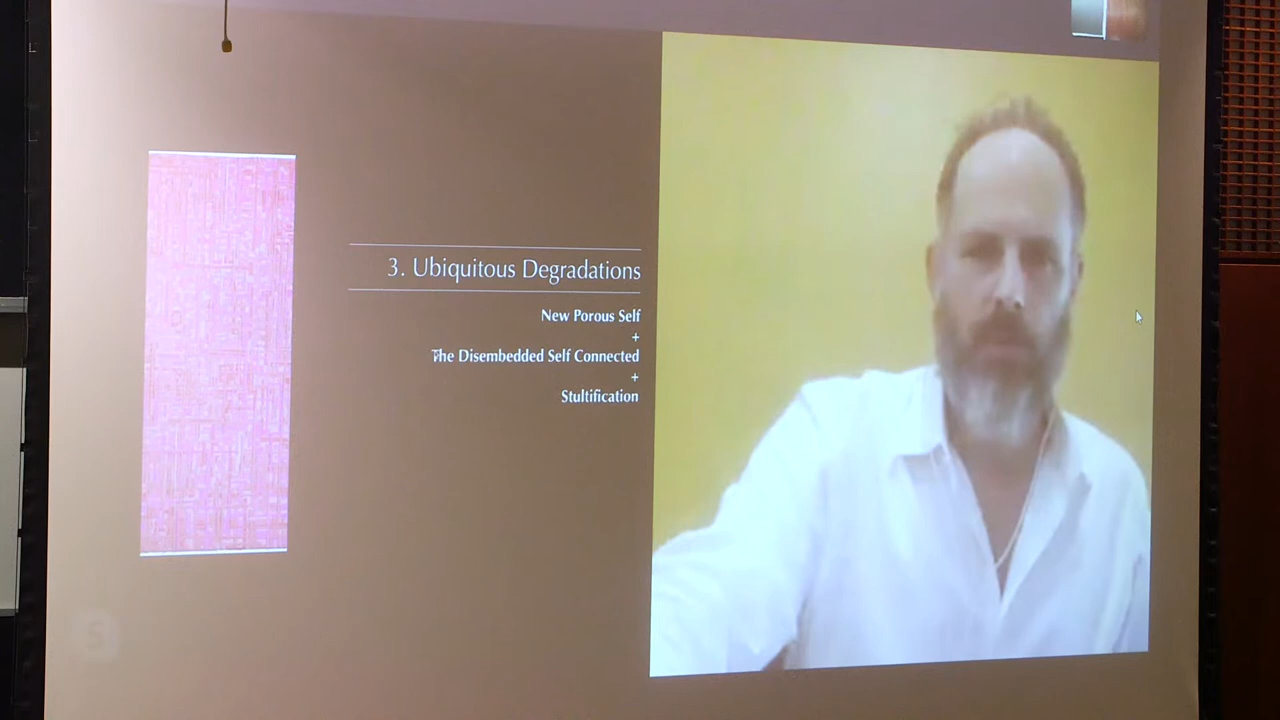 3. Ubiquitous Degradations
New Porous Self
+
The Disembedded Self Connected
+
Stultification
S